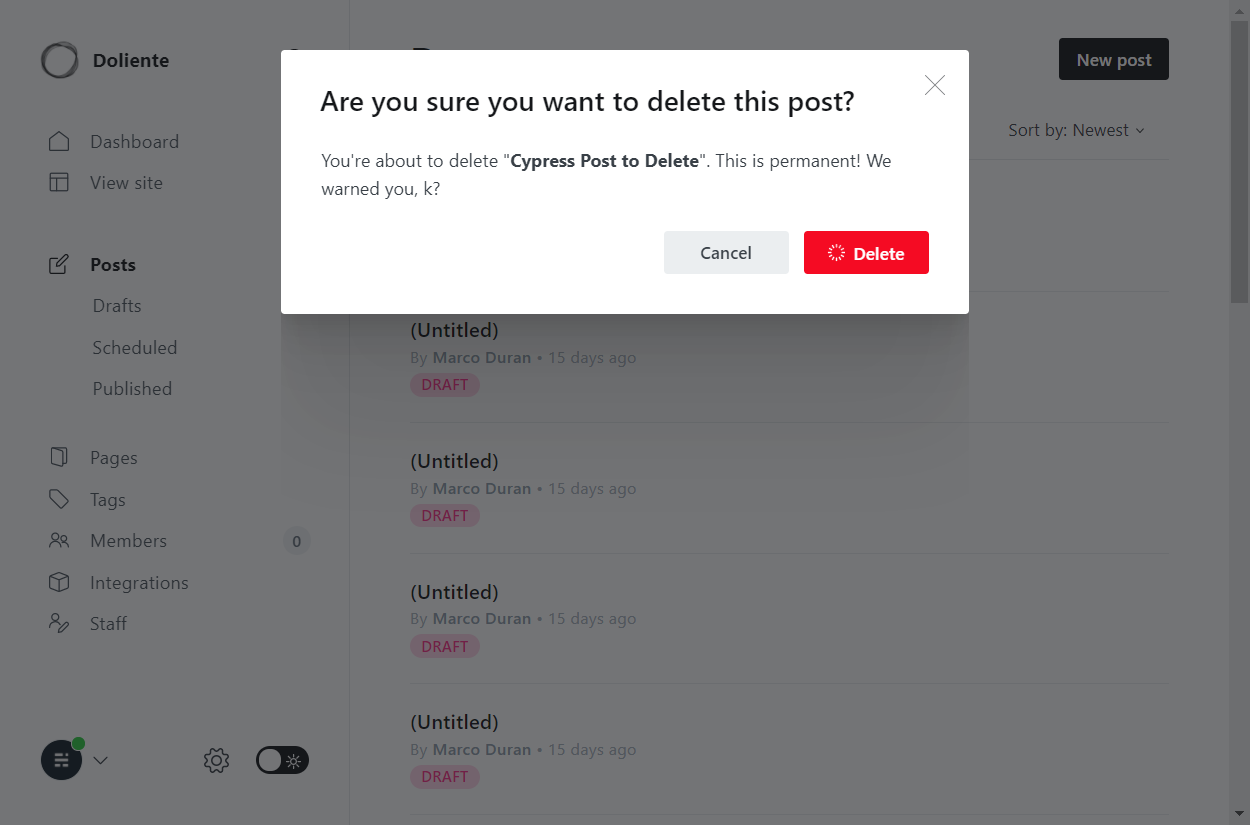 Doliente
New post
Are you sure you want to delete this post?
You're about to delete "Cypress Post to Delete". This is permanent! We
warned you, k?
Cancel
Delete
Sort by: Newest
Dashboard
View site
Posts
Drafts
Scheduled
Published
Pages
Tags
Members
0
Integrations
Staff
(Untitled)
By Marco Duran • 15 days ago
DRAFT
(Untitled)
By Marco Duran • 15 days ago
DRAFT
(Untitled)
By Marco Duran • 15 days ago
DRAFT
(Untitled)
By Marco Duran • 15 days ago
DRAFT